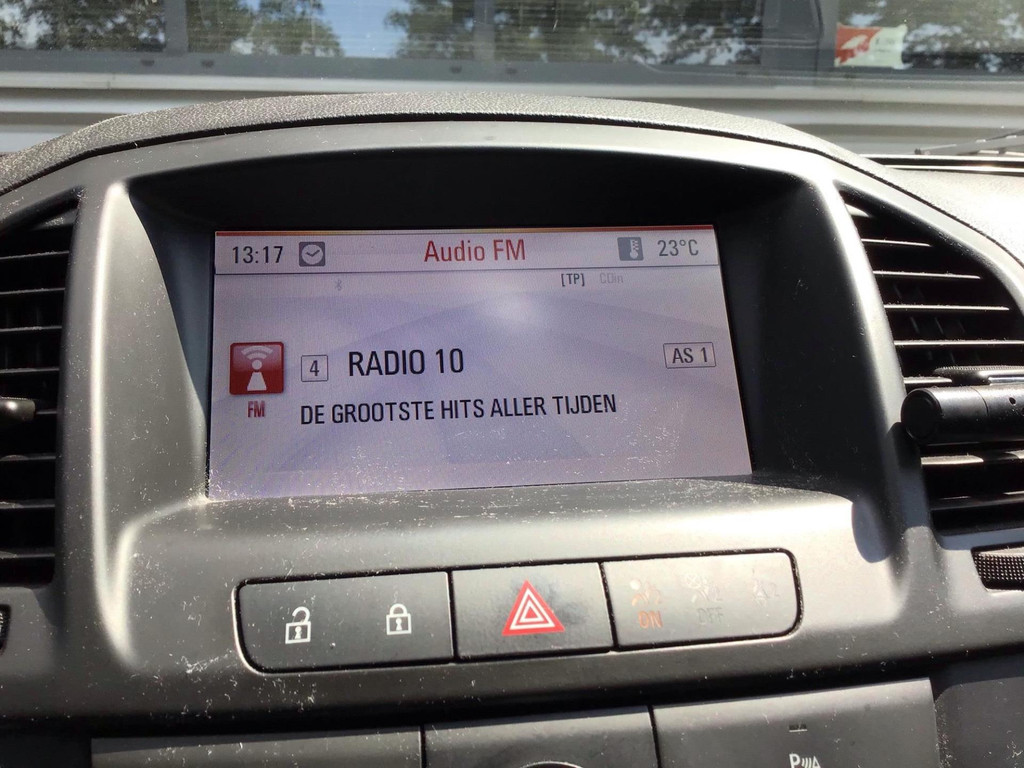 13:17 Audio FM 23°C
[TP] CDin
4 RADIO 10 AS 1
FM DE GROOTSTE HITS ALLER TIJDEN
ON OFF 2
P